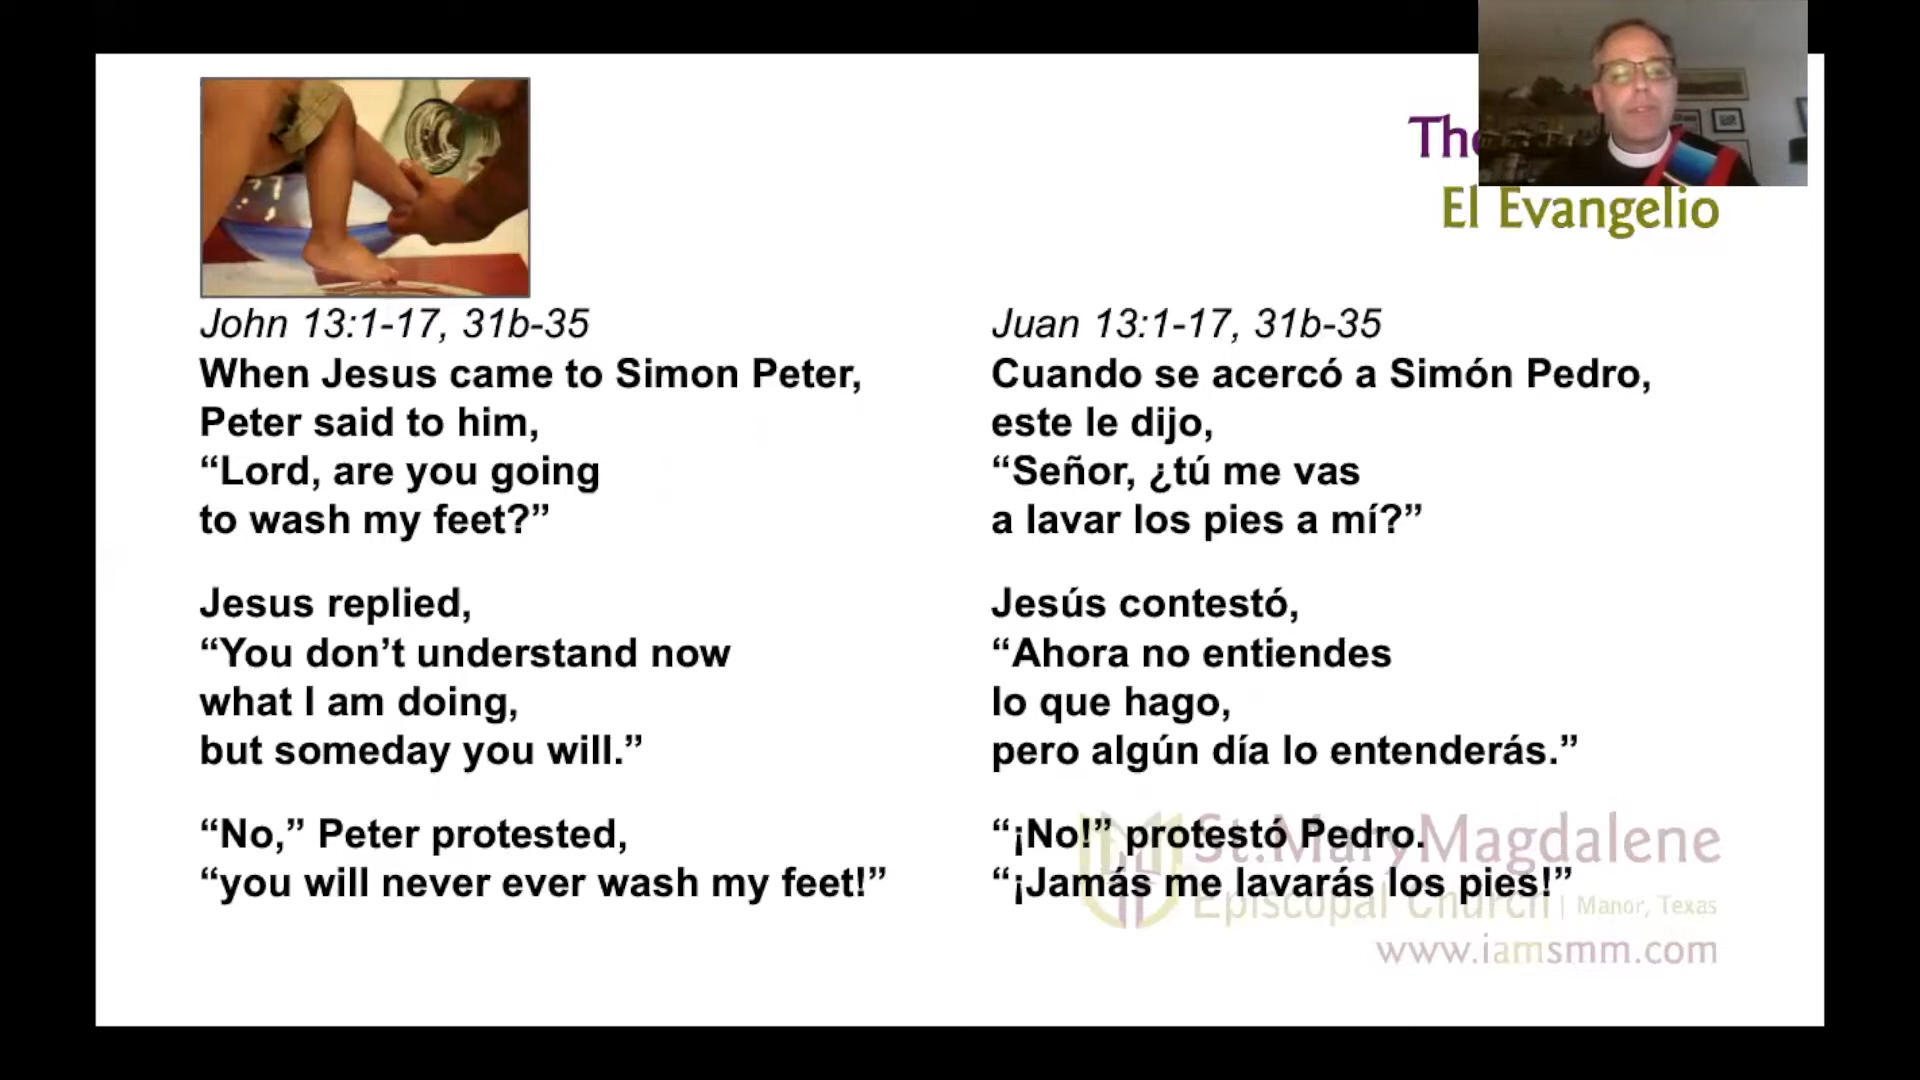 El Evangelio
John 13:1-17, 31b-35
When Jesus came to Simon Peter,
Peter said to him,
“Lord, are you going
to wash my feet?”
Jesus replied,
“You don’t understand now
what I am doing,
but someday you will.”
“No,” Peter protested,
“you will never ever wash my feet!”
Juan 13:1-17, 31b-35
Cuando se acercó a Simón Pedro,
este le dijo,
“Señor, ¿tú me vas
a lavar los pies a mí?”
Jesús contestó,
“Ahora no entiendes
lo que hago,
pero algún día lo entenderás.”
“¡No!” protestó Pedro.
“¡Jamás me lavarás los pies!”
St. Mary Magdalene
Episcopal Church | Manor, Texas
www.iamsmm.com